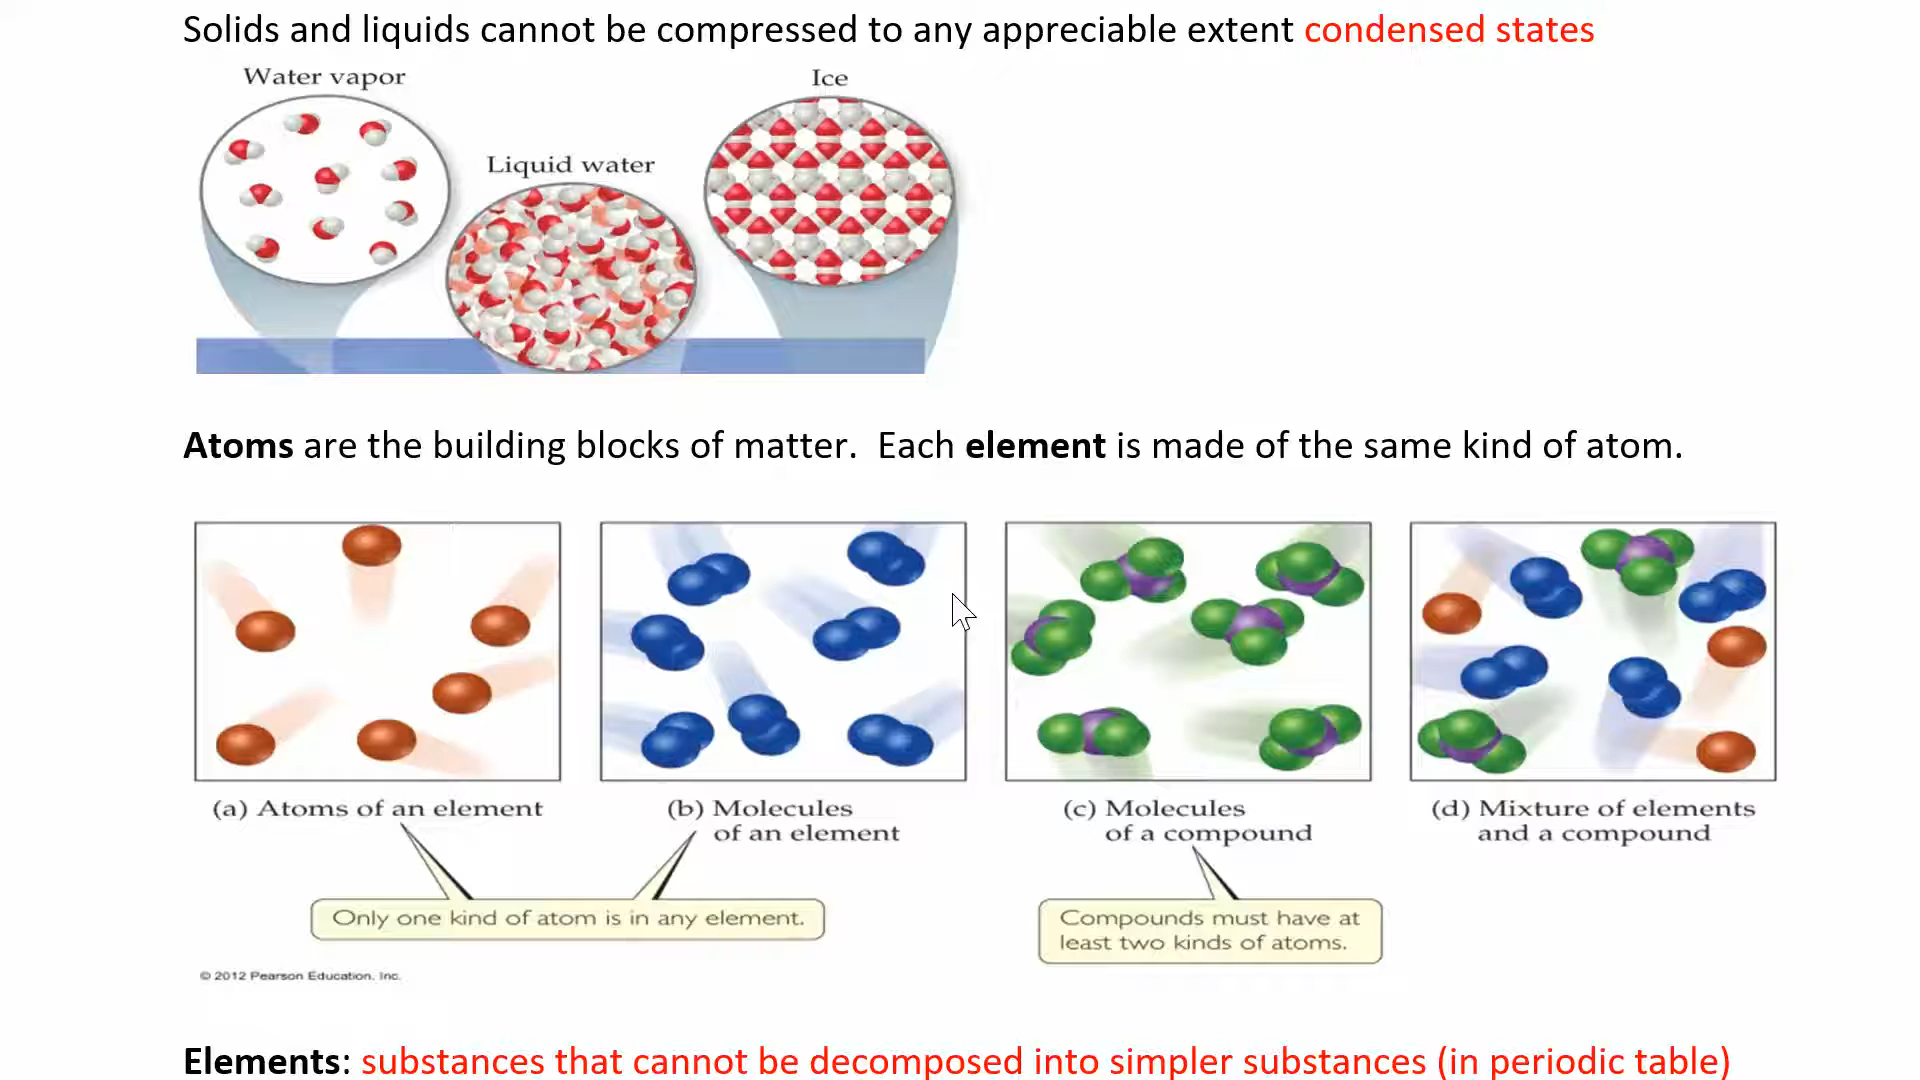 Solids and liquids cannot be compressed to any appreciable extent condensed states
Water vapor
Ice
Liquid water
Atoms are the building blocks of matter.  Each element is made of the same kind of atom.
(a) Atoms of an element
(b) Molecules
of an element
(c) Molecules
of a compound
(d) Mixture of elements
and a compound
Only one kind of atom is in any element.
Compounds must have at
least two kinds of atoms.
© 2012 Pearson Education, Inc.
Elements: substances that cannot be decomposed into simpler substances (in periodic table)